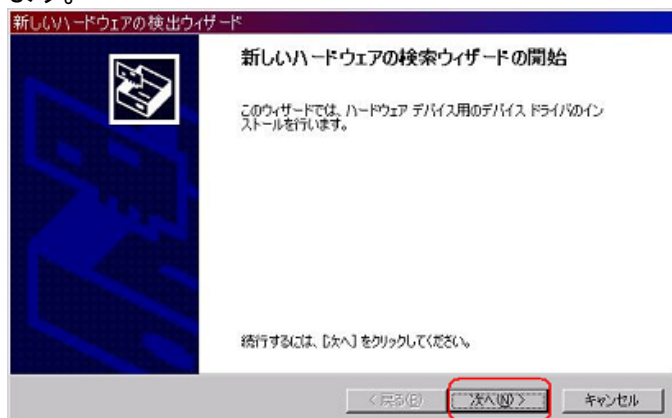 ます。
新しいハードウェアの検出ウィザード
新しいハードウェアの検索ウィザードの開始
このウィザードでは、ハードウェア デバイス用のデバイス ドライバのイン
ストールを行います。
続行するには、[次へ] をクリックしてください。
< 戻る(B) 次へ(N) > キャンセル